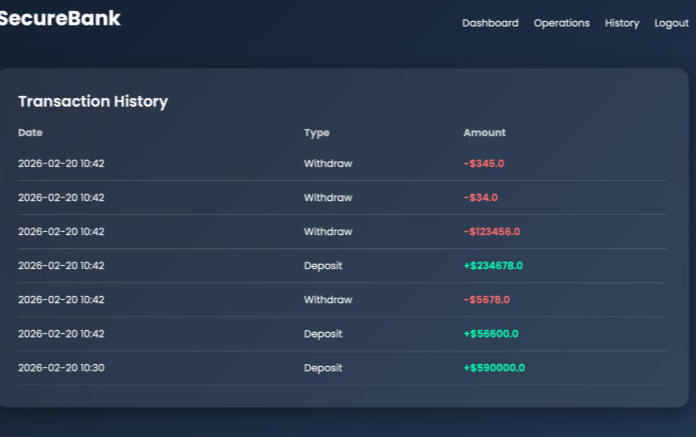 SecureBank
Dashboard Operations History Logout
Transaction History
Date Type Amount
2026-02-20 10:42 Withdraw -$345.0
2026-02-20 10:42 Withdraw -$34.0
2026-02-20 10:42 Withdraw -$123456.0
2026-02-20 10:42 Deposit +$234678.0
2026-02-20 10:42 Withdraw -$5678.0
2026-02-20 10:42 Deposit +$56600.0
2026-02-20 10:30 Deposit +$590000.0